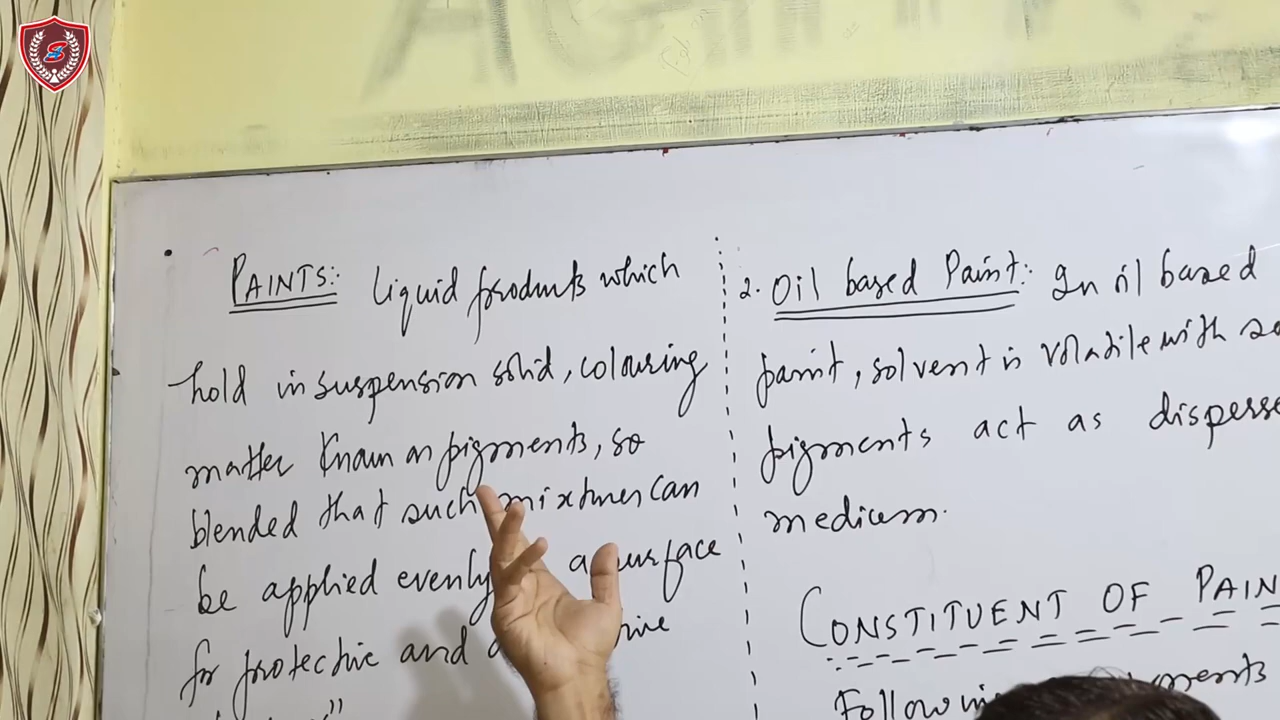 PAINTS: Liquid products which
hold in suspension solid, colouring
matter known as pigments, so
blended that such mixtures can
be applied evenly a surface
for protective and
2. Oil based Paint: In oil based
paint, solvent is volatile with
pigments act as disperse
medium.
CONSTITUENT OF PAIN